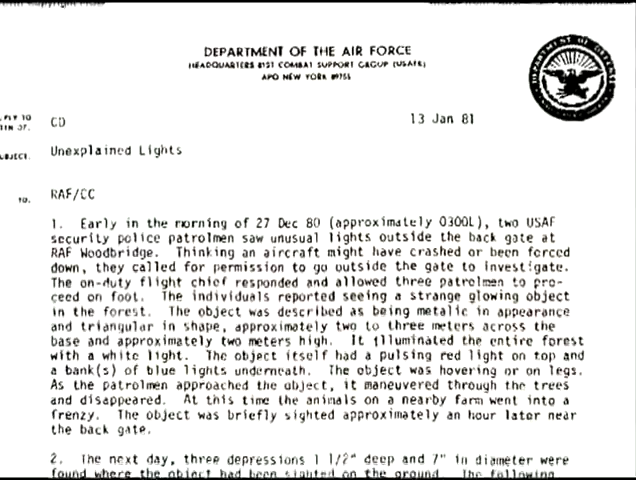 DEPARTMENT OF THE AIR FORCE
HEADQUARTERS 81ST COMBAT SUPPORT GROUP (USAFE)
APO NEW YORK 09755
DEPARTMENT OF DEFENSE
CD
13 Jan 81
Unexplained Lights
TO:
RAF/CC
1. Early in the morning of 27 Dec 80 (approximately 0300L), two USAF
security police patrolmen saw unusual lights outside the back gate at
RAF Woodbridge. Thinking an aircraft might have crashed or been forced
down, they called for permission to go outside the gate to investigate.
The on-duty flight chief responded and allowed three patrolmen to pro-
ceed on foot. The individuals reported seeing a strange glowing object
in the forest. The object was described as being metalic in appearance
and triangular in shape, approximately two to three meters across the
base and approximately two meters high. It illuminated the entire forest
with a white light. The object itself had a pulsing red light on top and
a bank(s) of blue lights underneath. The object was hovering or on legs.
As the patrolmen approached the object, it maneuvered through the trees
and disappeared. At this time the animals on a nearby farm went into a
frenzy. The object was briefly sighted approximately an hour later near
the back gate.
2. The next day, three depressions 1 1/2" deep and 7" in diameter were
found where the object had been sighted on the ground. The following